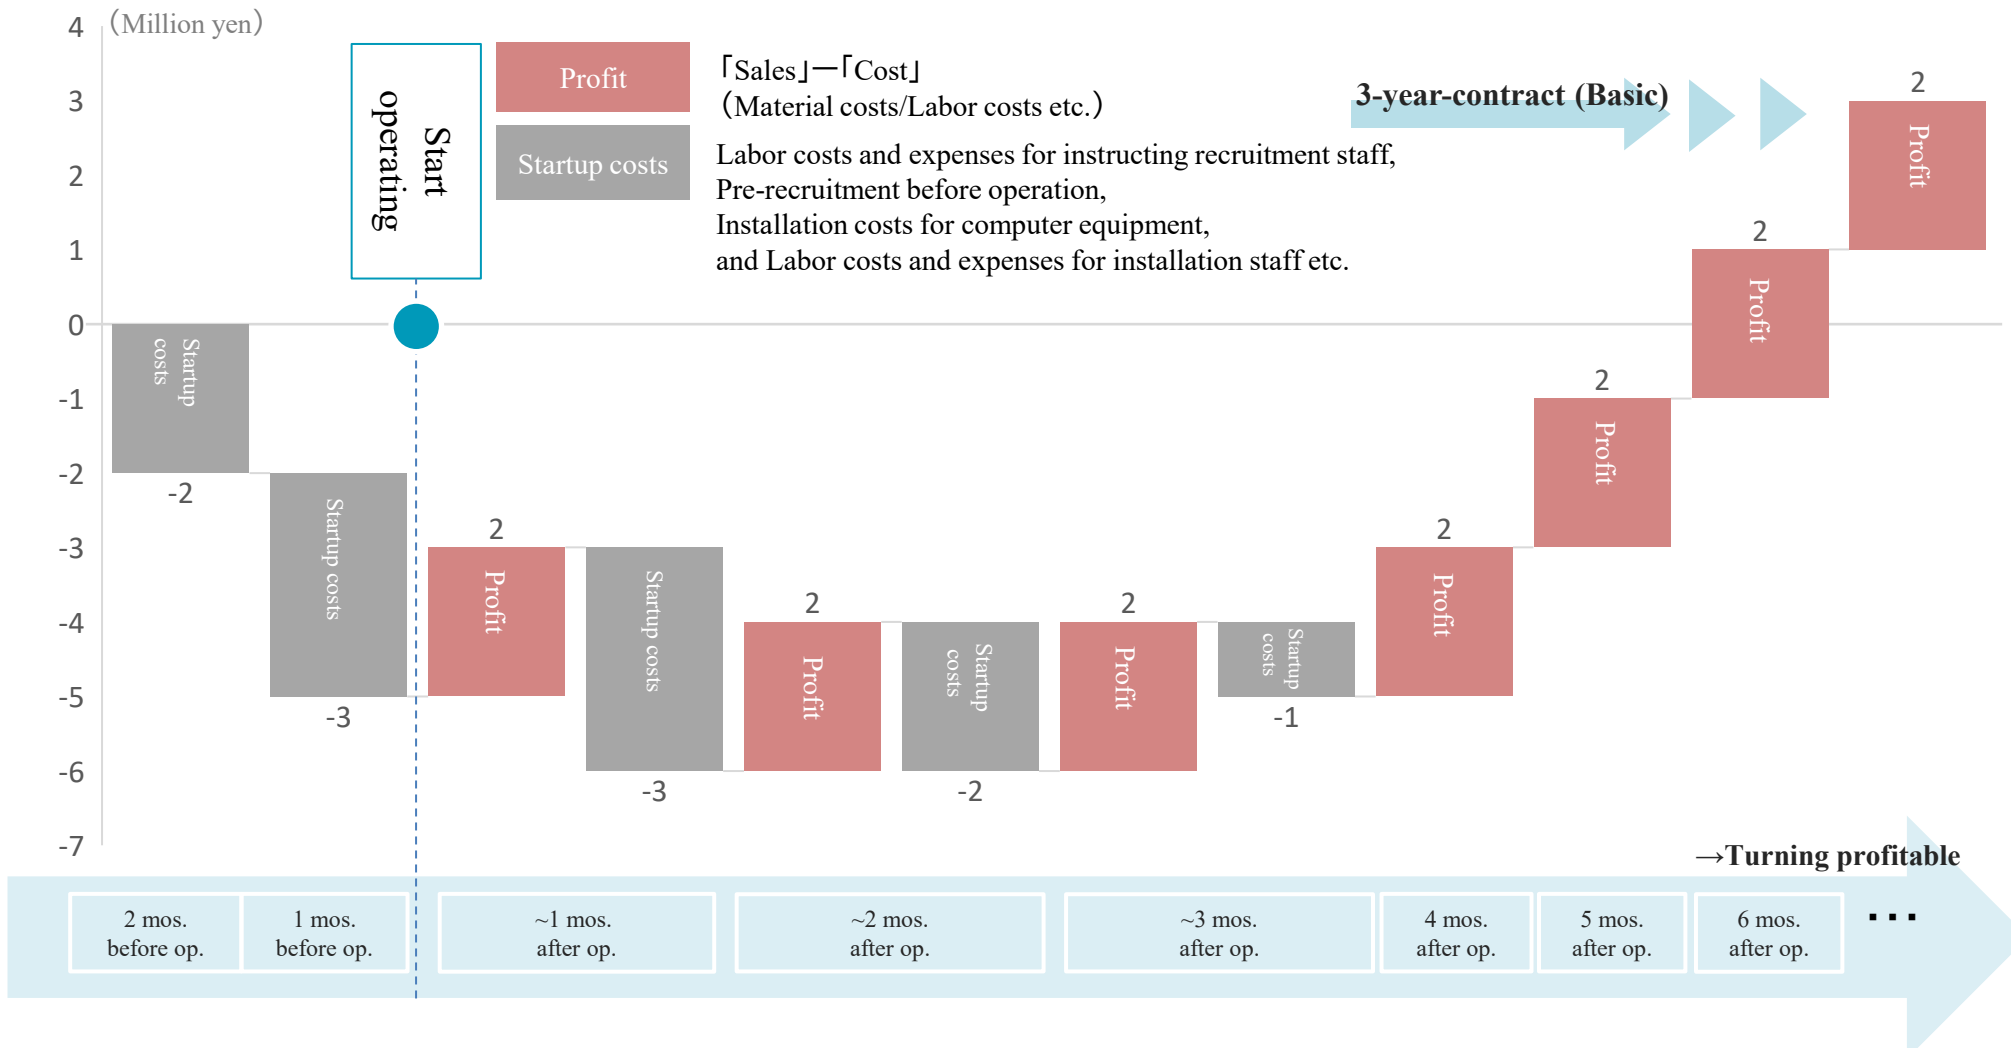 （Million yen）
4
3
2
1
0
-1
-2
-3
-4
-5
-6
-7
Start
operating
Profit
「Sales」ー「Cost」
（Material costs/Labor costs etc.）
Startup costs
Labor costs and expenses for instructing recruitment staff,
Pre-recruitment before operation,
Installation costs for computer equipment,
and Labor costs and expenses for installation staff etc.
3-year-contract (Basic)
Startup
costs
-2
Startup costs
-3
2
Profit
Startup costs
-3
2
Profit
Startup
costs
-2
2
Profit
Startup
costs
-1
2
Profit
2
Profit
2
Profit
2
Profit
→Turning profitable
2 mos.
before op.
1 mos.
before op.
~1 mos.
after op.
~2 mos.
after op.
~3 mos.
after op.
4 mos.
after op.
5 mos.
after op.
6 mos.
after op.
…